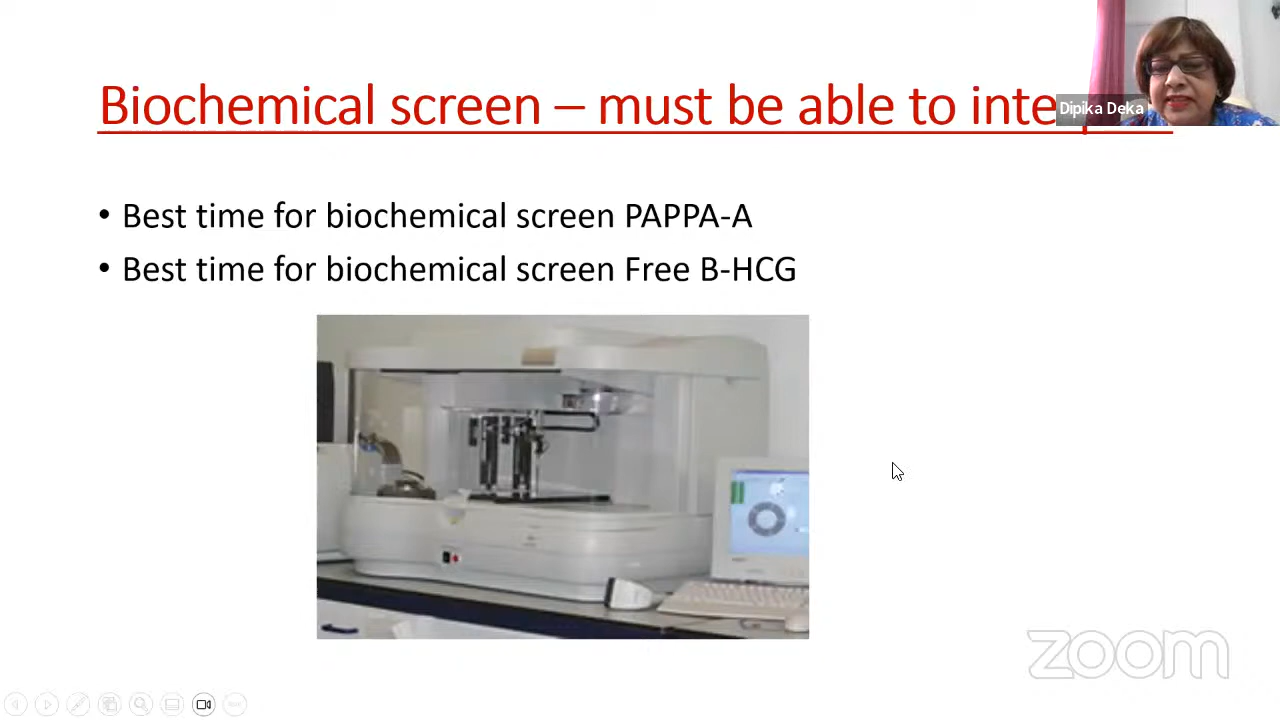 Biochemical screen – must be able to
Dipika Deka
• Best time for biochemical screen PAPPA-A
• Best time for biochemical screen Free B-HCG
zoom